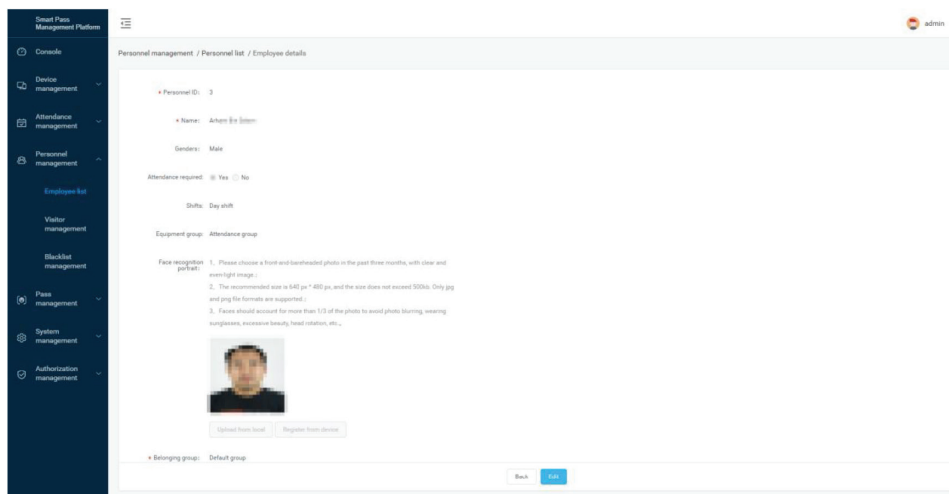 Smart Pass
Management Platform
admin
Console
Personnel management / Personnel list / Employee details
Device
management
* Personnel ID: 3
Attendance
management
* Name: Arham
Genders: Male
Personnel
management
Attendance required: Yes No
Employee list
Shifts: Day shift
Visitor
management
Equipment group: Attendance group
Blacklist
management
Face recognition
portrait:
1、Please choose a front-and-bareheaded photo in the past three months, with clear and
even-light image ;
2、The recommended size is 640 px * 480 px, and the size does not exceed 500kb. Only jpg
and png file formats are supported. ;
3、Faces should account for more than 1/3 of the photo to avoid photo blurring, wearing
sunglasses, excessive beauty, head rotation, etc 。
Pass
management
System
management
Authorization
management
Upload from local Register from device
* Belonging group: Default group
Back Edit